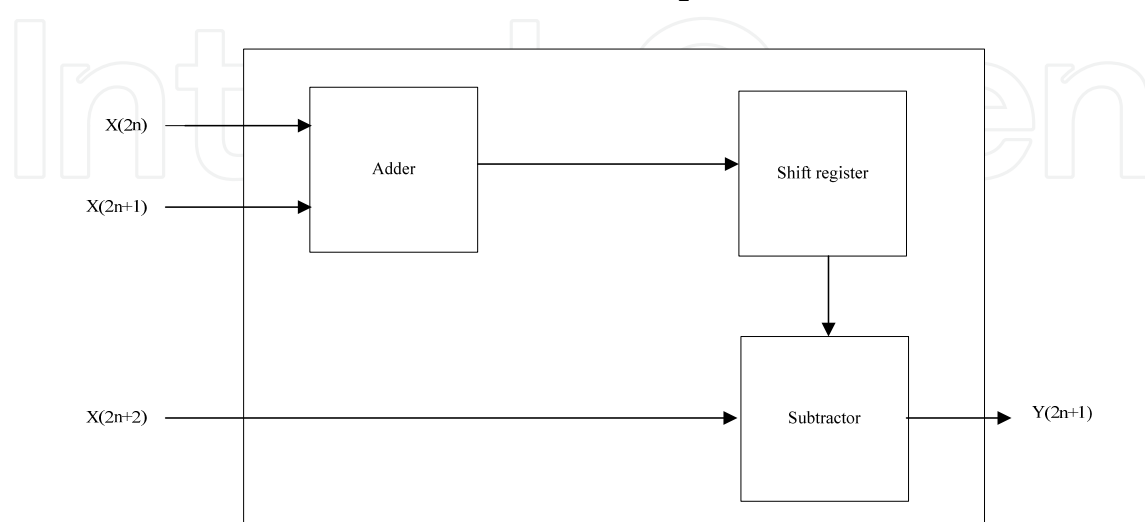 X(2n)
Adder
Shift register
X(2n+1)
X(2n+2)
Subtractor
Y(2n+1)